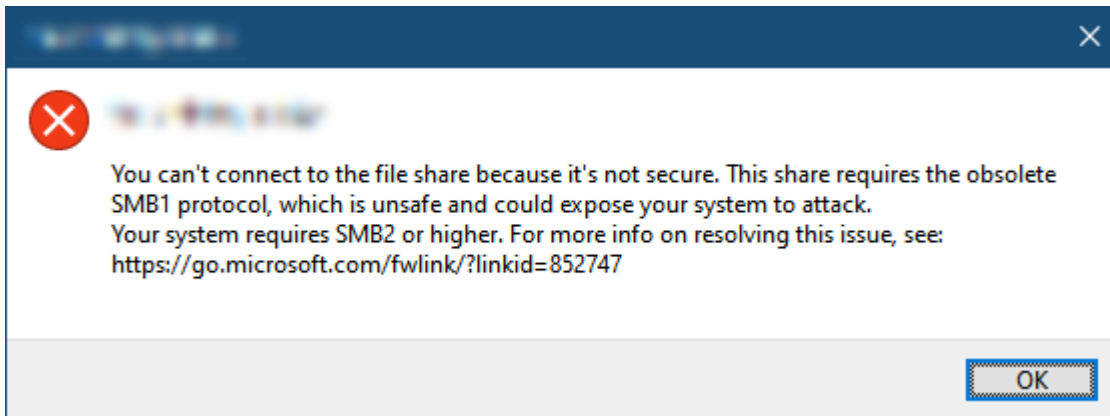 You can't connect to the file share because it's not secure. This share requires the obsolete
SMB1 protocol, which is unsafe and could expose your system to attack.
Your system requires SMB2 or higher. For more info on resolving this issue, see:
https://go.microsoft.com/fwlink/?linkid=852747
OK